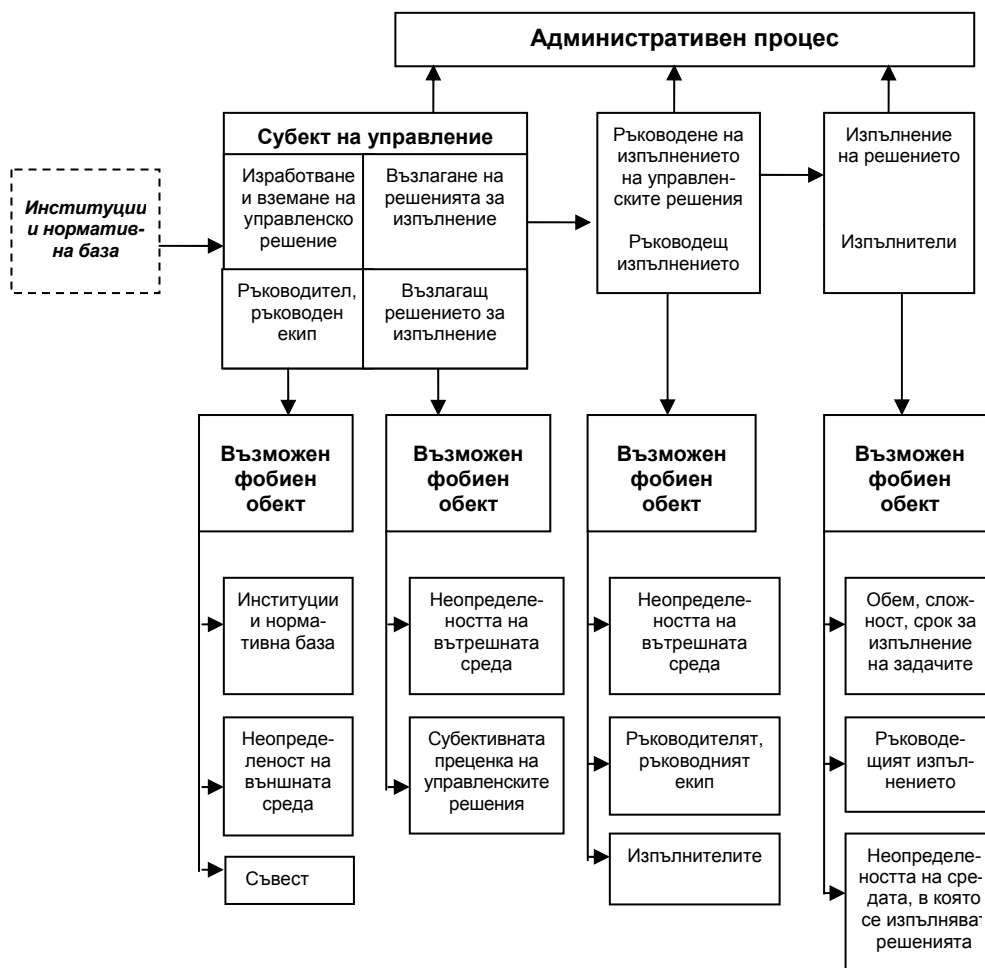 Административен процес
Субект на управление
Изработване
и вземане на
управленско
решение
Възлагане на
решенията за
изпълнение
Ръководител,
ръководен
екип
Възлагащ
решението за
изпълнение
Институции
и норматив-
на база
Ръководене на
изпълнението
на управлен-
ските решения
Ръководещ
изпълнението
Изпълнение
на решението
Изпълнители
Възможен
фобиен
обект
Институции
и норма-
тивна база
Неопреде-
леност на
външната
среда
Съвест
Възможен
фобиен
обект
Неопределе-
ността на
вътрешната
среда
Субективната
преценка на
управленските
решения
Възможен
фобиен
обект
Неопределе-
ността на
вътрешната
среда
Ръководителят,
ръководният
екип
Изпълнителите
Възможен
фобиен
обект
Обем, слож-
ност, срок за
изпълнение
на задачите
Ръководе-
щият изпъл-
нението
Неопределе-
ността на сре-
дата, в която
се изпълняват
решенията